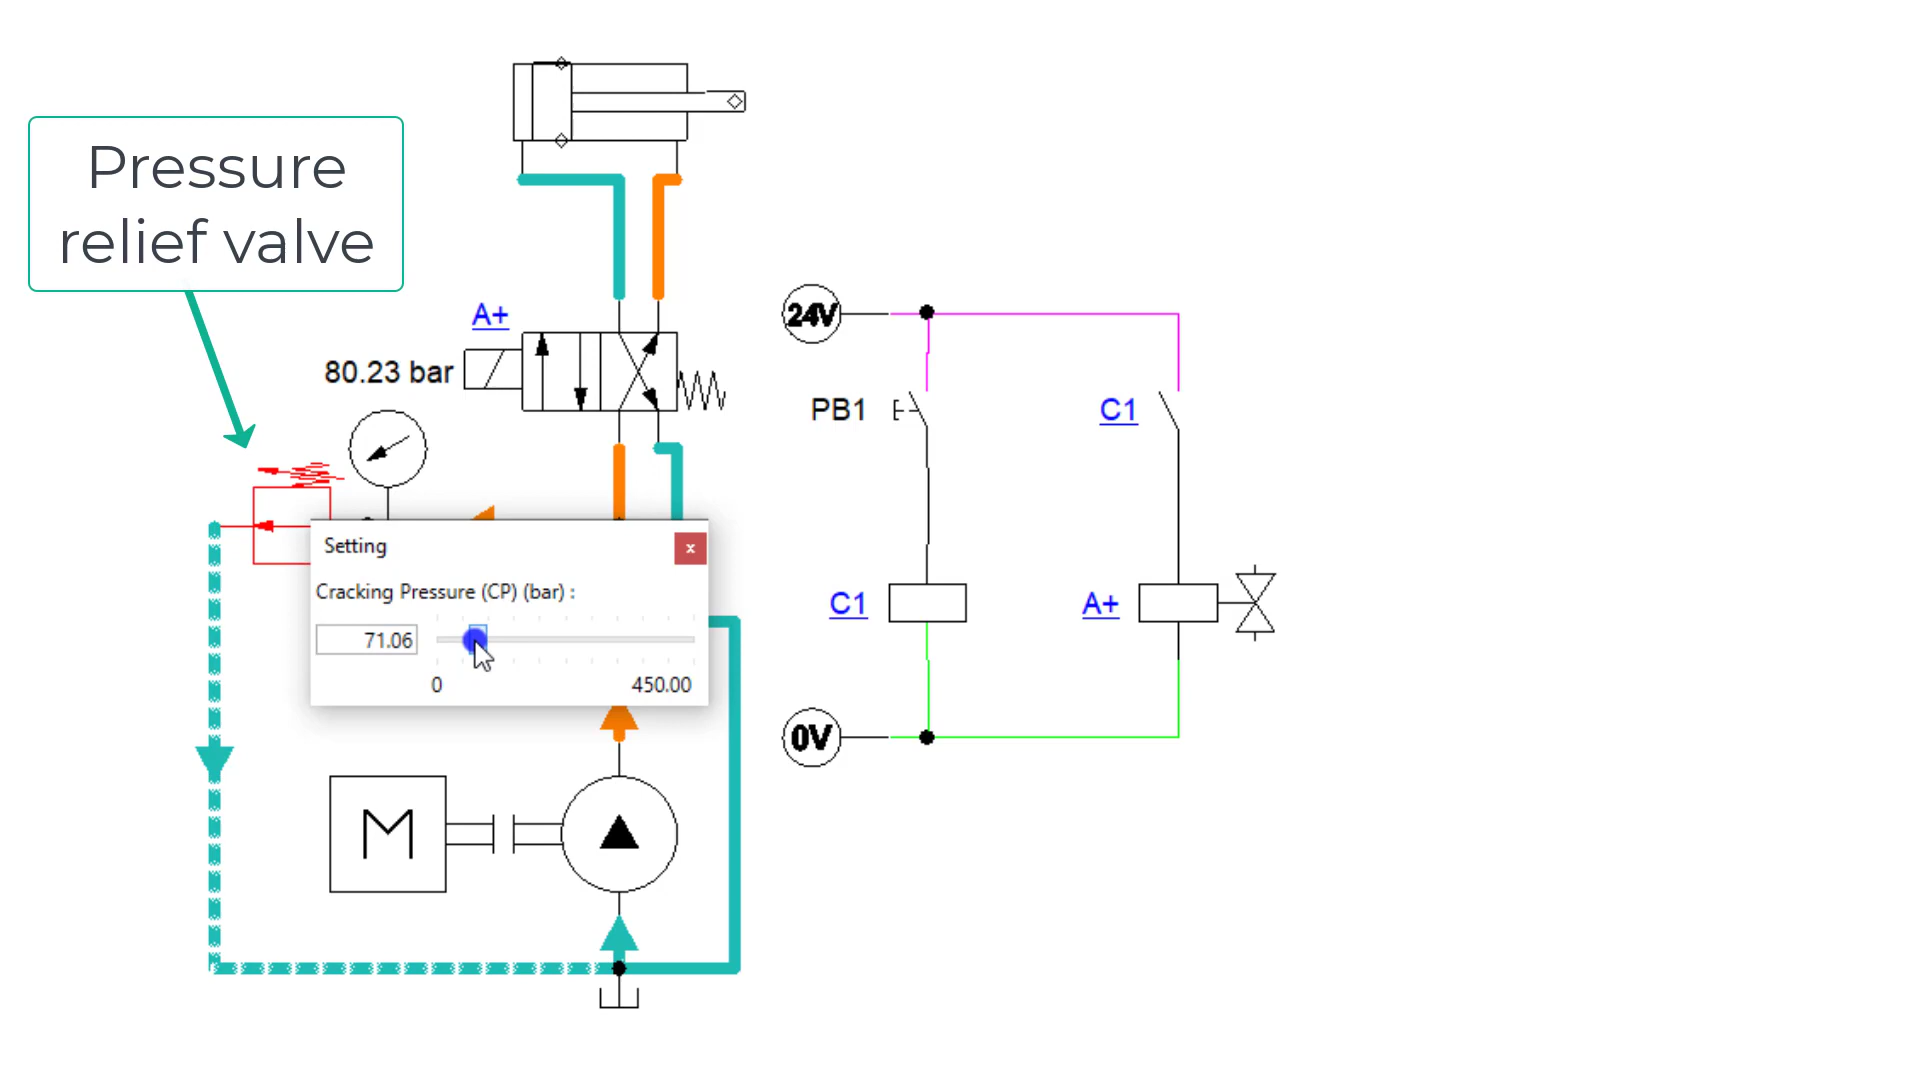 Pressure
relief valve
A+
80.23 bar
24V
PB1
C1
Setting
x
Cracking Pressure (CP) (bar) :
71.06
0
450.00
C1
A+
0V
M